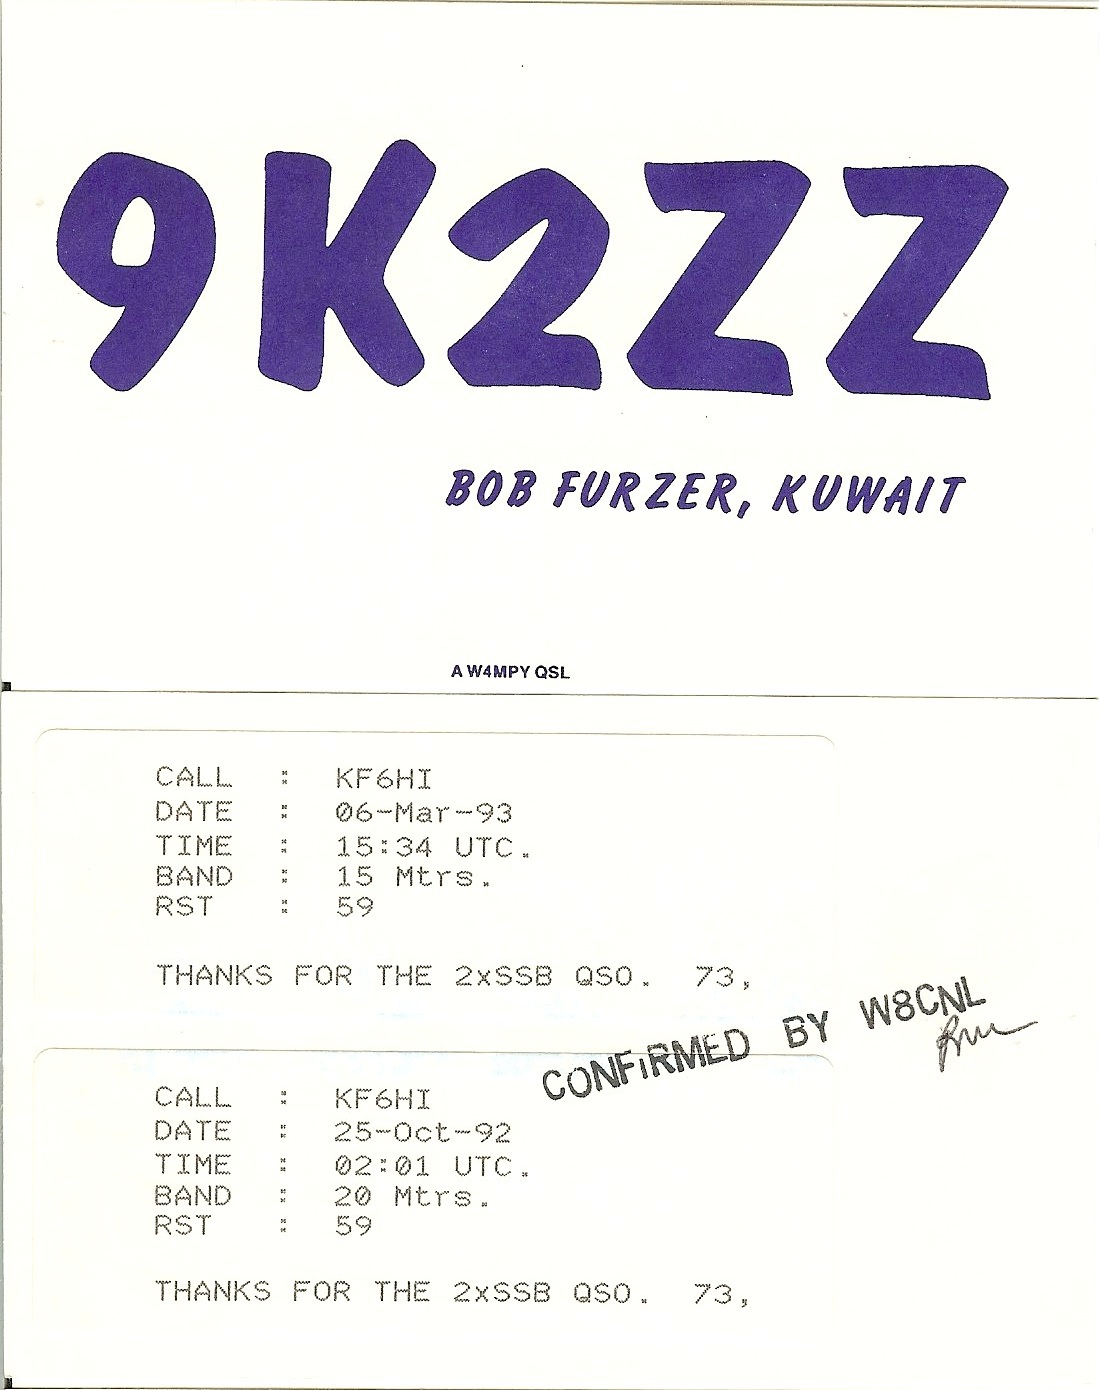 9K2ZZ
BOB FURZER, KUWAIT
A W4MPY QSL
CALL : KF6HI
DATE : 06-Mar-93
TIME : 15:34 UTC.
BAND : 15 Mtrs.
RST : 59
THANKS FOR THE 2xSSB QSO. 73,
CONFiRMED BY W8CNL
CALL : KF6HI
DATE : 25-Oct-92
TIME : 02:01 UTC.
BAND : 20 Mtrs.
RST : 59
THANKS FOR THE 2xSSB QSO. 73,